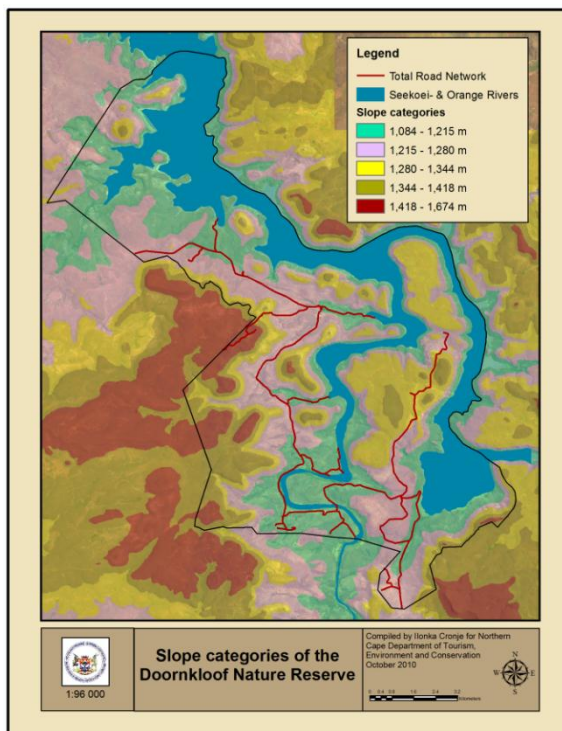 Legend
Total Road Network
Seekoei- & Orange Rivers
Slope categories
1,084 - 1,215 m
1,215 - 1,280 m
1,280 - 1,344 m
1,344 - 1,418 m
1,418 - 1,674 m
1:96 000
Slope categories of the
Doornkloof Nature Reserve
Compiled by Ilonka Cronje for Northern
Cape Department of Tourism,
Environment and Conservation
October 2010
N
W E
S
Kilometers